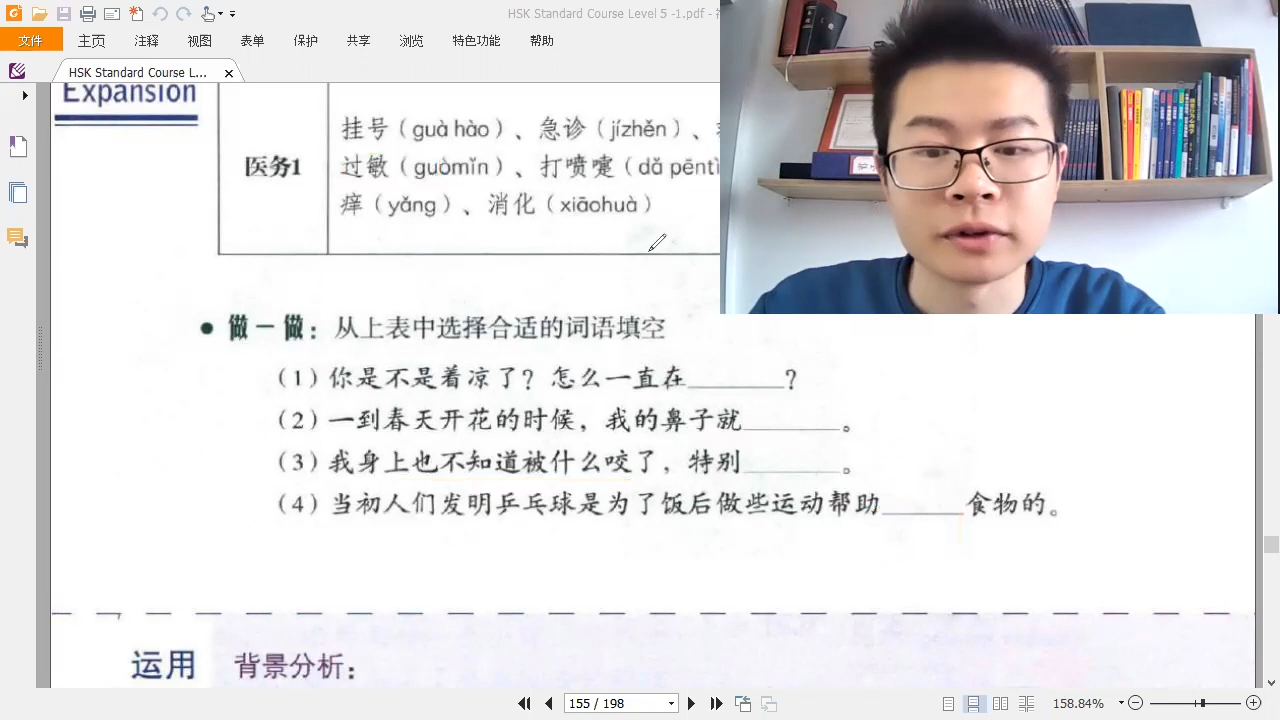 HSK Standard Course Level 5 -1.pdf -
文件 主页 注释 视图 表单 保护 共享 浏览 特色功能 帮助
HSK Standard Course L...
Expansion
医务1
挂号（guà hào）、急诊（jízhěn）、
过敏（guòmǐn）、打喷嚏（dǎ pēntì
痒（yǎng）、消化（xiāohuà）
● 做一做：从上表中选择合适的词语填空
（1）你是不是着凉了？怎么一直在________？
（2）一到春天开花的时候，我的鼻子就________。
（3）我身上也不知道被什么咬了，特别________。
（4）当初人们发明乒乓球是为了饭后做些运动帮助______食物的。
运用 背景分析：
155 / 198
158.84%